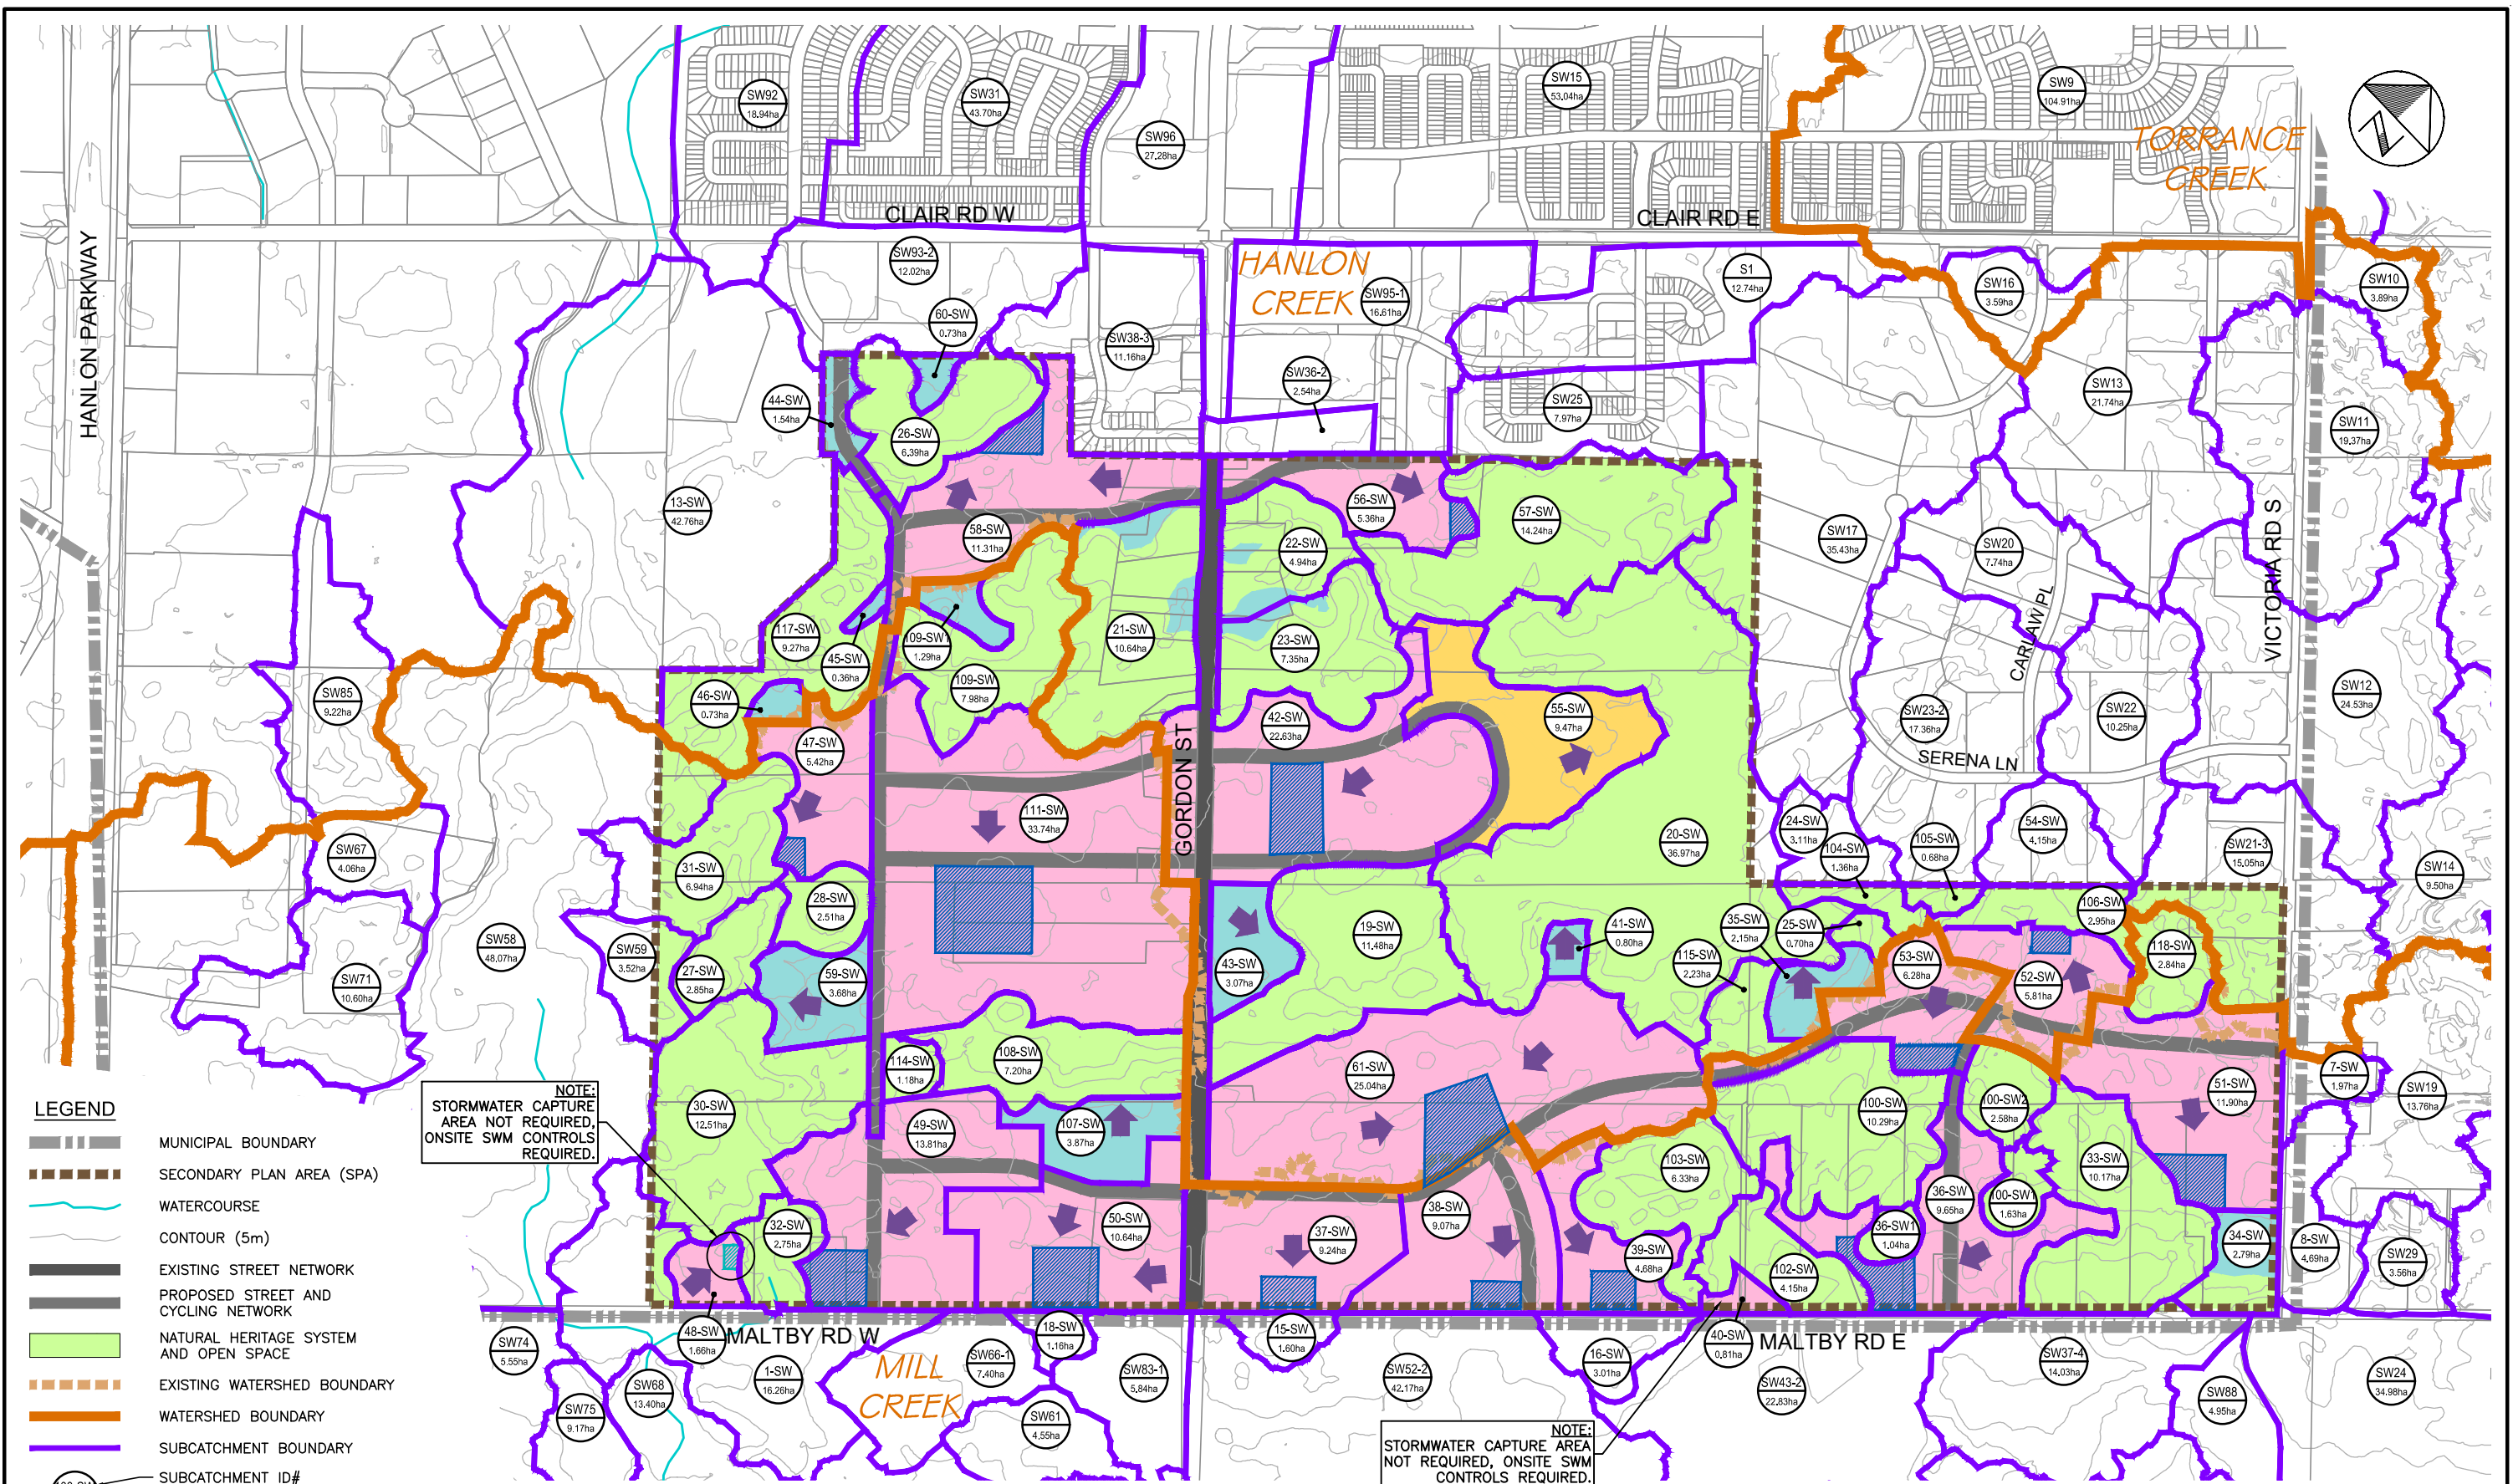 SW92
18.94ha
SW31
43.70ha
SW96
27.28ha
SW15
53.04ha
SW9
104.91ha
TORRANCE
CREEK
CLAIR RD W
CLAIR RD E
HANLON PARKWAY
SW93-2
12.02ha
HANLON
CREEK
SW95-1
16.61ha
S1
12.74ha
SW16
3.59ha
SW10
3.89ha
60-SW
0.73ha
SW38-3
11.16ha
SW36-2
2.54ha
SW25
7.97ha
SW13
21.74ha
SW11
19.37ha
44-SW
1.54ha
26-SW
6.39ha
13-SW
42.76ha
58-SW
11.31ha
56-SW
5.36ha
57-SW
14.24ha
22-SW
4.94ha
SW17
35.43ha
SW20
7.74ha
VICTORIA RD S
CARLAW PL
117-SW
9.27ha
45-SW
0.36ha
109-SW1
1.29ha
109-SW
7.98ha
21-SW
10.64ha
23-SW
7.35ha
SW85
9.22ha
46-SW
0.73ha
47-SW
5.42ha
42-SW
22.63ha
55-SW
9.47ha
SW23-2
17.36ha
SW22
10.25ha
SW12
24.53ha
SERENA LN
GORDON ST
111-SW
33.74ha
20-SW
36.97ha
24-SW
3.11ha
104-SW
1.36ha
105-SW
0.68ha
54-SW
4.15ha
SW21-3
15.05ha
SW14
9.50ha
SW67
4.06ha
31-SW
6.94ha
28-SW
2.51ha
SW58
48.07ha
SW59
3.52ha
27-SW
2.85ha
59-SW
3.68ha
43-SW
3.07ha
19-SW
11.48ha
41-SW
0.80ha
115-SW
2.23ha
35-SW
2.15ha
25-SW
0.70ha
53-SW
6.28ha
52-SW
5.81ha
106-SW
2.95ha
118-SW
2.84ha
SW71
10.60ha
114-SW
1.18ha
108-SW
7.20ha
61-SW
25.04ha
100-SW
10.29ha
100-SW2
2.58ha
51-SW
11.90ha
7-SW
1.97ha
SW19
13.76ha
30-SW
12.51ha
49-SW
13.81ha
107-SW
3.87ha
103-SW
6.33ha
33-SW
10.17ha
NOTE:
STORMWATER CAPTURE
AREA NOT REQUIRED,
ONSITE SWM CONTROLS
REQUIRED.
32-SW
2.75ha
50-SW
10.64ha
37-SW
9.24ha
38-SW
9.07ha
39-SW
4.68ha
36-SW1
1.04ha
36-SW
9.65ha
100-SW1
1.63ha
34-SW
2.79ha
8-SW
4.69ha
SW29
3.56ha
102-SW
4.15ha
48-SW
1.66ha
MALTBY RD W
18-SW
1.16ha
15-SW
1.60ha
16-SW
3.01ha
40-SW
0.81ha
MALTBY RD E
SW74
5.55ha
SW75
9.17ha
SW68
13.40ha
1-SW
16.26ha
MILL
CREEK
SW66-1
7.40ha
SW61
4.55ha
SW83-1
5.84ha
SW52-2
42.17ha
SW43-2
22.83ha
SW37-4
14.03ha
SW88
4.95ha
SW24
34.98ha
NOTE:
STORMWATER CAPTURE AREA
NOT REQUIRED, ONSITE SWM
CONTROLS REQUIRED.
LEGEND
MUNICIPAL BOUNDARY
SECONDARY PLAN AREA (SPA)
WATERCOURSE
CONTOUR (5m)
EXISTING STREET NETWORK
PROPOSED STREET AND
CYCLING NETWORK
NATURAL HERITAGE SYSTEM
AND OPEN SPACE
EXISTING WATERSHED BOUNDARY
WATERSHED BOUNDARY
SUBCATCHMENT BOUNDARY
SUBCATCHMENT ID#